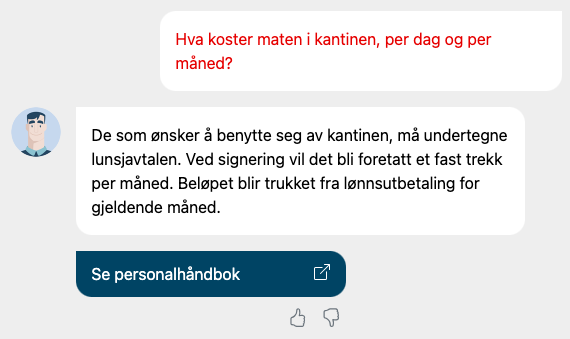 Hva koster maten i kantinen, per dag og per
måned?
De som ønsker å benytte seg av kantinen, må undertegne
lunsjavtalen. Ved signering vil det bli foretatt et fast trekk
per måned. Beløpet blir trukket fra lønnsutbetaling for
gjeldende måned.
Se personalhåndbok